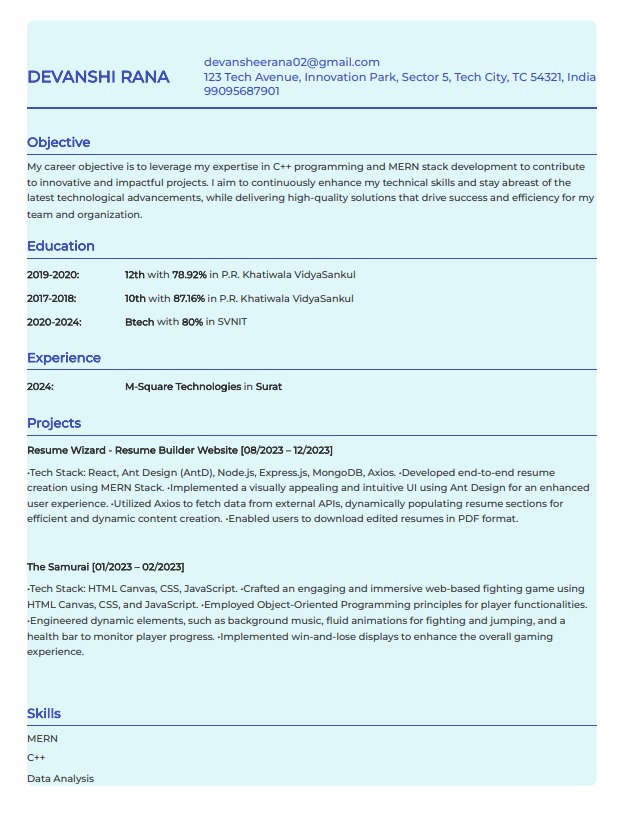 DEVANSHI RANA
devansheerana02@gmail.com
123 Tech Avenue, Innovation Park, Sector 5, Tech City, TC 54321, India
99095687901
Objective
My career objective is to leverage my expertise in C++ programming and MERN stack development to contribute
to innovative and impactful projects. I aim to continuously enhance my technical skills and stay abreast of the
latest technological advancements, while delivering high-quality solutions that drive success and efficiency for my
team and organization.
Education
2019-2020: 12th with 78.92% in P.R. Khatiwala VidyaSankul
2017-2018: 10th with 87.16% in P.R. Khatiwala VidyaSankul
2020-2024: Btech with 80% in SVNIT
Experience
2024: M-Square Technologies in Surat
Projects
Resume Wizard - Resume Builder Website [08/2023 – 12/2023]
•Tech Stack: React, Ant Design (AntD), Node.js, Express.js, MongoDB, Axios. •Developed end-to-end resume
creation using MERN Stack. •Implemented a visually appealing and intuitive UI using Ant Design for an enhanced
user experience. •Utilized Axios to fetch data from external APIs, dynamically populating resume sections for
efficient and dynamic content creation. •Enabled users to download edited resumes in PDF format.
The Samurai [01/2023 – 02/2023]
•Tech Stack: HTML Canvas, CSS, JavaScript. •Crafted an engaging and immersive web-based fighting game using
HTML Canvas, CSS, and JavaScript. •Employed Object-Oriented Programming principles for player functionalities.
•Engineered dynamic elements, such as background music, fluid animations for fighting and jumping, and a
health bar to monitor player progress. •Implemented win-and-lose displays to enhance the overall gaming
experience.
Skills
MERN
C++
Data Analysis